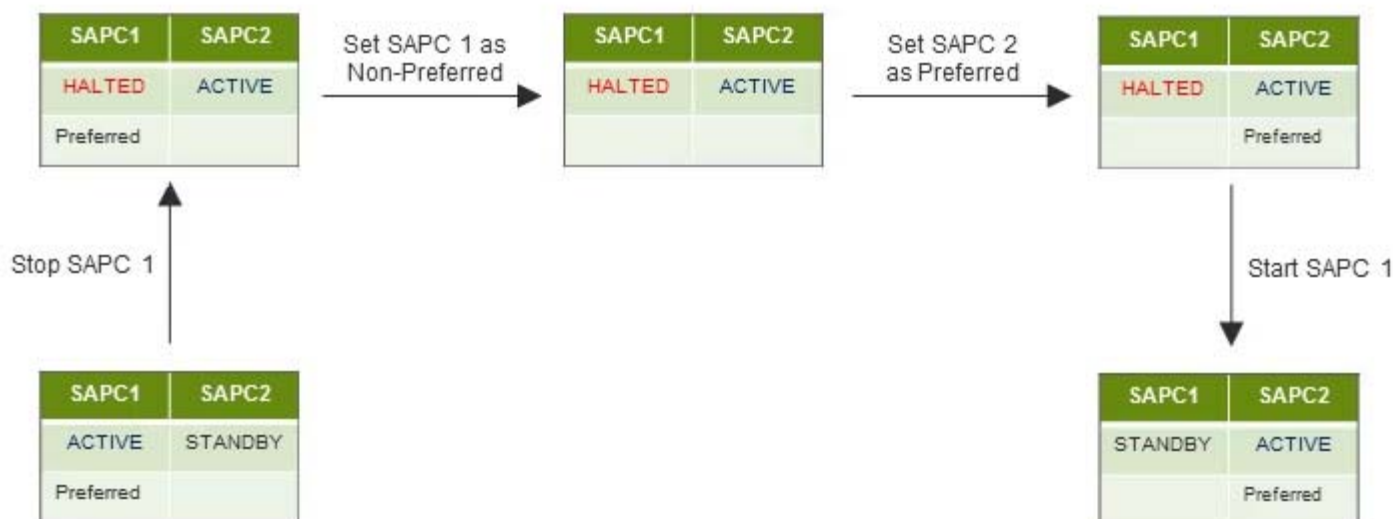 SAPC1 SAPC2
HALTED ACTIVE
Preferred
Set SAPC 1 as
Non-Preferred
SAPC1 SAPC2
HALTED ACTIVE
Set SAPC 2
as Preferred
SAPC1 SAPC2
HALTED ACTIVE
Preferred
Stop SAPC 1
Start SAPC 1
SAPC1 SAPC2
ACTIVE STANDBY
Preferred
SAPC1 SAPC2
STANDBY ACTIVE
Preferred